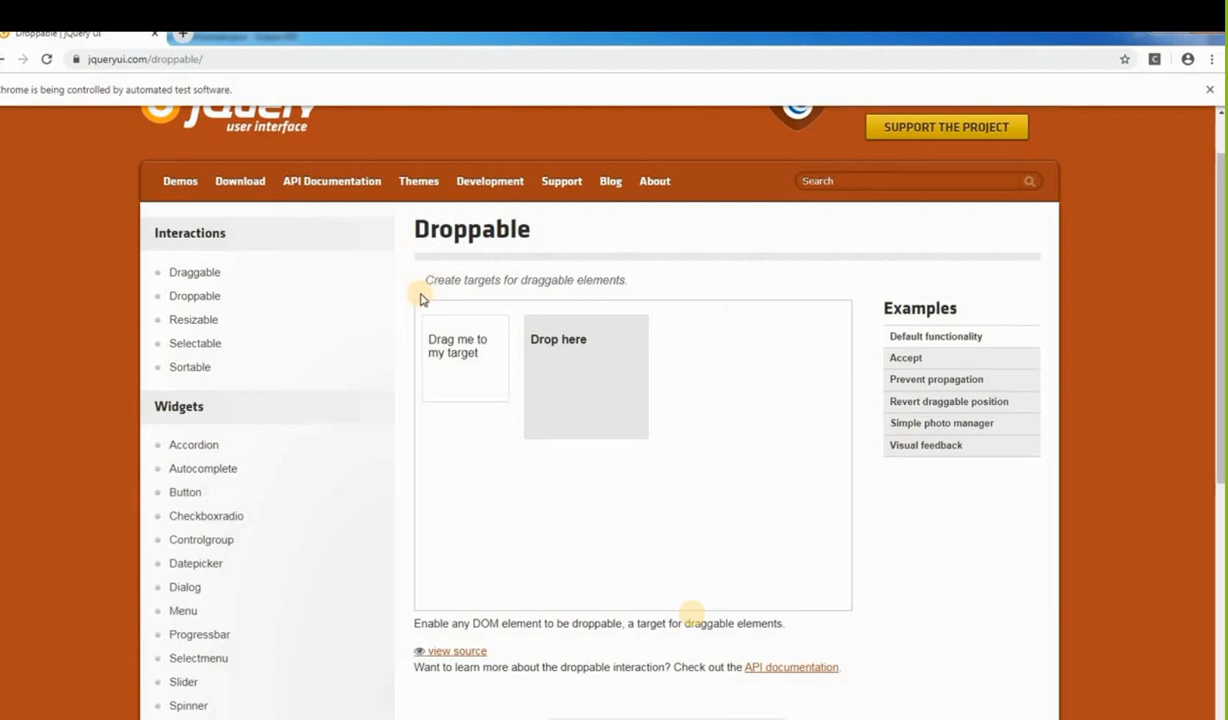 Droppable | jQuery UI
jqueryui.com/droppable/
hrome is being controlled by automated test software.
jQuery
user interface
SUPPORT THE PROJECT
Demos Download API Documentation Themes Development Support Blog About Search
Interactions
Draggable
Droppable
Resizable
Selectable
Sortable
Widgets
Accordion
Autocomplete
Button
Checkboxradio
Controlgroup
Datepicker
Dialog
Menu
Progressbar
Selectmenu
Slider
Spinner
Droppable
Create targets for draggable elements.
Drag me to
my target
Drop here
Enable any DOM element to be droppable, a target for draggable elements.
view source
Want to learn more about the droppable interaction? Check out the API documentation.
Examples
Default functionality
Accept
Prevent propagation
Revert draggable position
Simple photo manager
Visual feedback